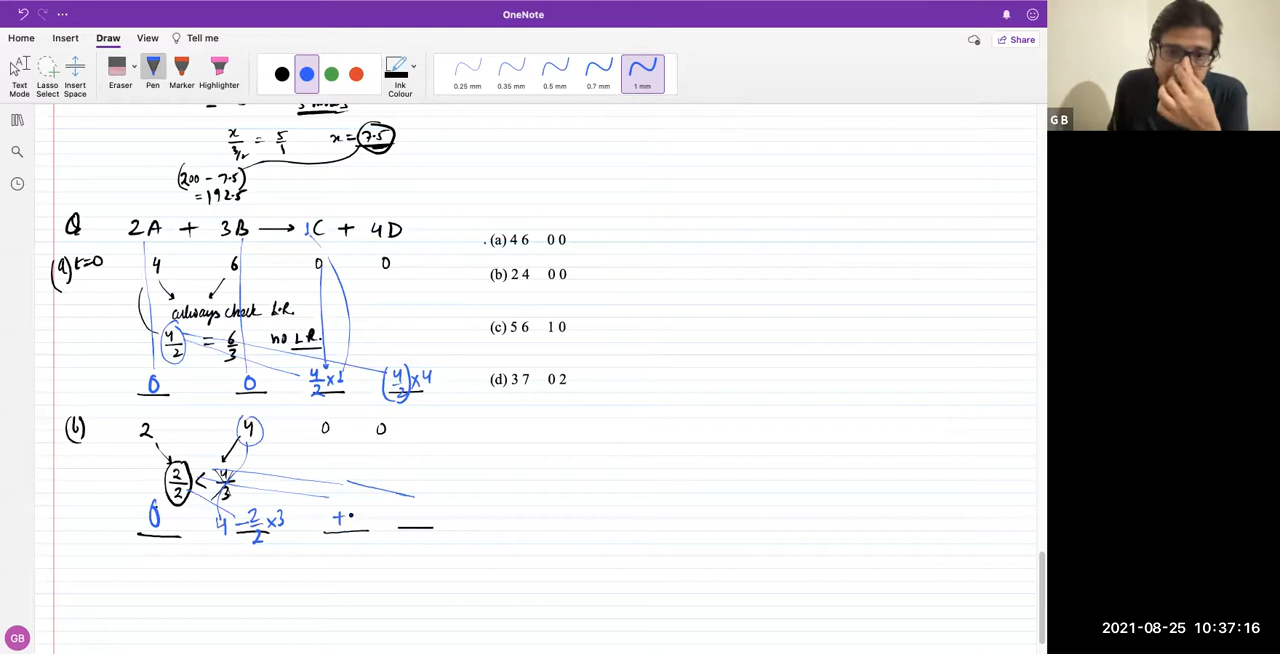 OneNote
Home Insert Draw View Tell me
Share
Text Mode
Lasso Select
Insert Space
Eraser
Pen
Marker
Highlighter
0.25 mm
0.35 mm
0.5 mm
0.7 mm
1 mm
Ink Colour
G B
x/3/2 = 5/1 x = 7.5
(200 - 7.5)
= 192.5
Q 2A + 3B → 1C + 4D
(a) t=0 4 6 0 0
always check L.R.
4/2 = 6/3 no L.R.
0 0 4/2 x 1 (4/2) x 4
(b) 2 4 0 0
2/2 < 4/3
0 4 - 2/2 x3 +
. (a) 4 6 0 0
(b) 2 4 0 0
(c) 5 6 1 0
(d) 3 7 0 2
GB
2021-08-25 10:37:16